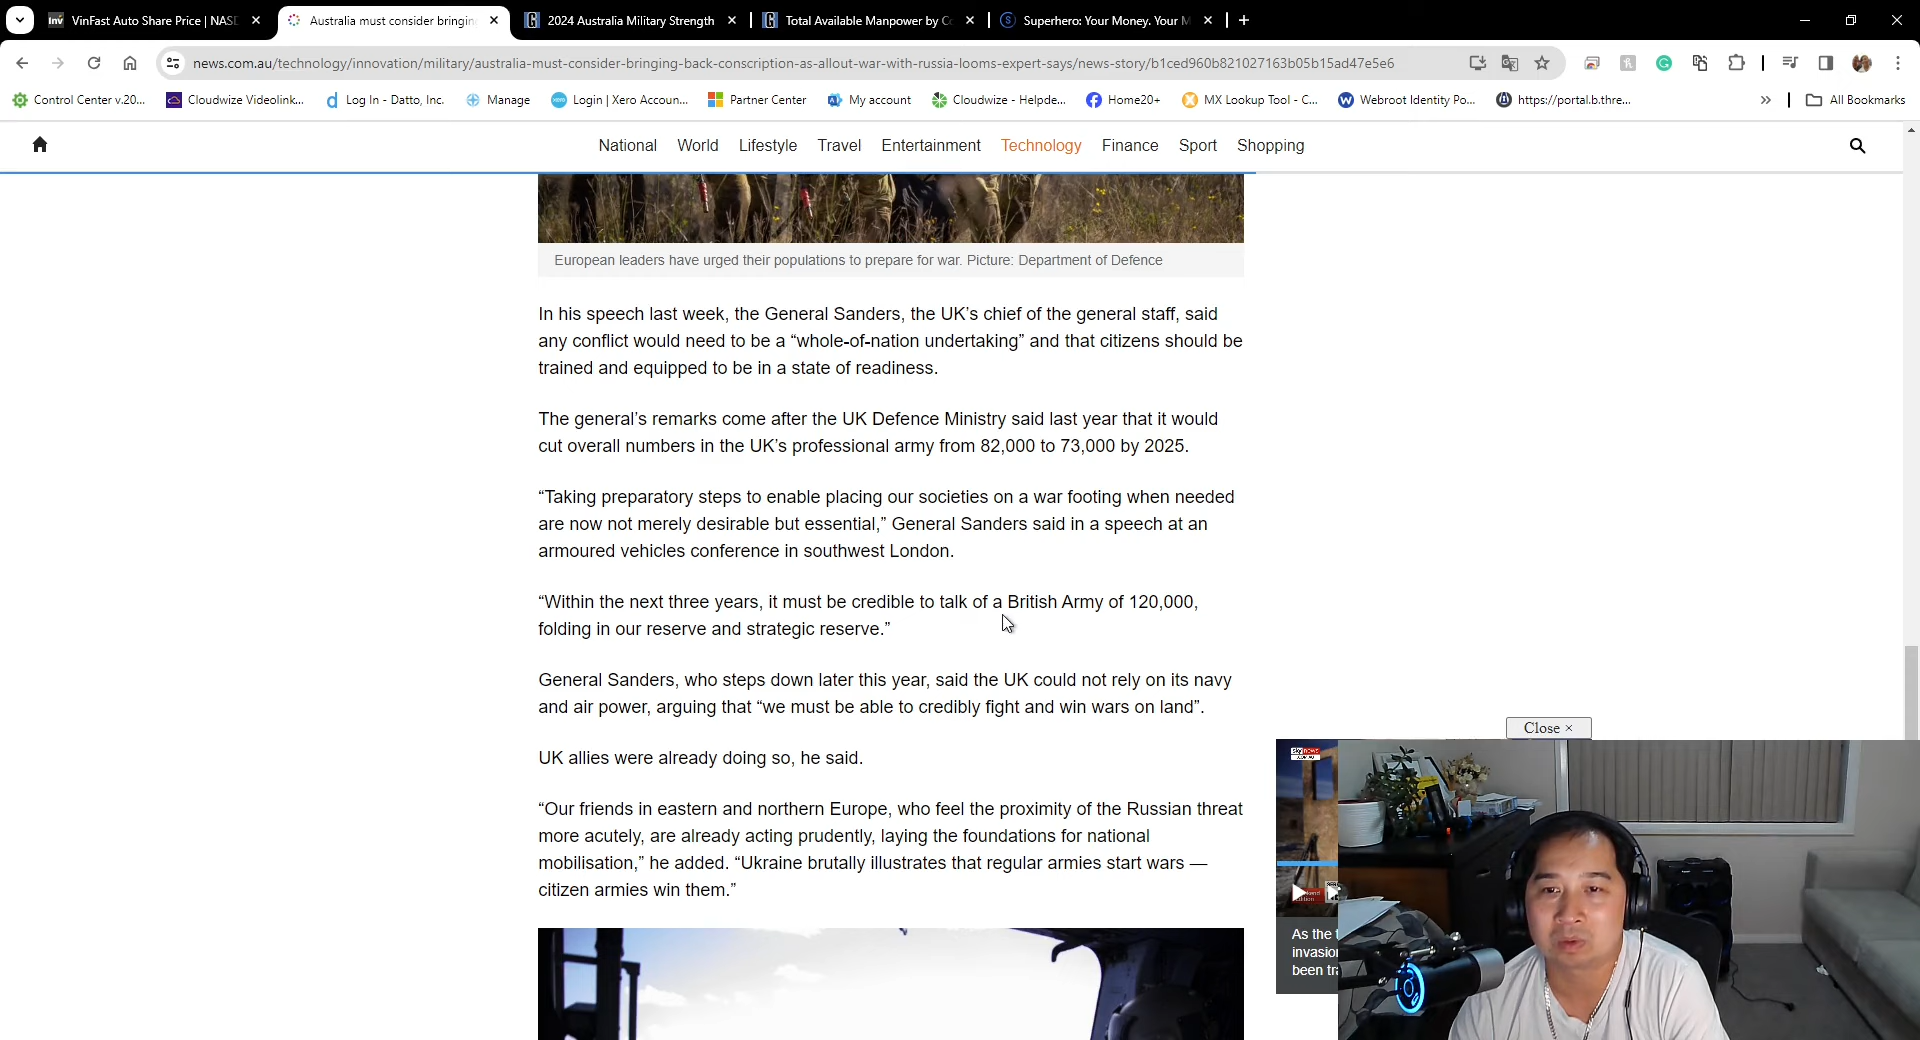 VinFast Auto Share Price | NASD
Australia must consider bringing
2024 Australia Military Strength
Total Available Manpower by Co
Superhero: Your Money. Your M
news.com.au/technology/innovation/military/australia-must-consider-bringing-back-conscription-as-allout-war-with-russia-looms-expert-says/news-story/b1ced960b821027163b05b15ad47e5e6
Control Center v.20...
Cloudwize Videolink...
Log In - Datto, Inc.
Manage
Login | Xero Accoun...
Partner Center
My account
Cloudwize - Helpde...
Home20+
MX Lookup Tool - C...
Webroot Identity Po...
https://portal.b.thre...
All Bookmarks
National World Lifestyle Travel Entertainment Technology Finance Sport Shopping
European leaders have urged their populations to prepare for war. Picture: Department of Defence
In his speech last week, the General Sanders, the UK’s chief of the general staff, said
any conflict would need to be a “whole-of-nation undertaking” and that citizens should be
trained and equipped to be in a state of readiness.
The general’s remarks come after the UK Defence Ministry said last year that it would
cut overall numbers in the UK’s professional army from 82,000 to 73,000 by 2025.
“Taking preparatory steps to enable placing our societies on a war footing when needed
are now not merely desirable but essential,” General Sanders said in a speech at an
armoured vehicles conference in southwest London.
“Within the next three years, it must be credible to talk of a British Army of 120,000,
folding in our reserve and strategic reserve.”
General Sanders, who steps down later this year, said the UK could not rely on its navy
and air power, arguing that “we must be able to credibly fight and win wars on land”.
UK allies were already doing so, he said.
“Our friends in eastern and northern Europe, who feel the proximity of the Russian threat
more acutely, are already acting prudently, laying the foundations for national
mobilisation,” he added. “Ukraine brutally illustrates that regular armies start wars —
citizen armies win them.”
Close ×
sky news
.COM.AU
As the
invasio
been tr